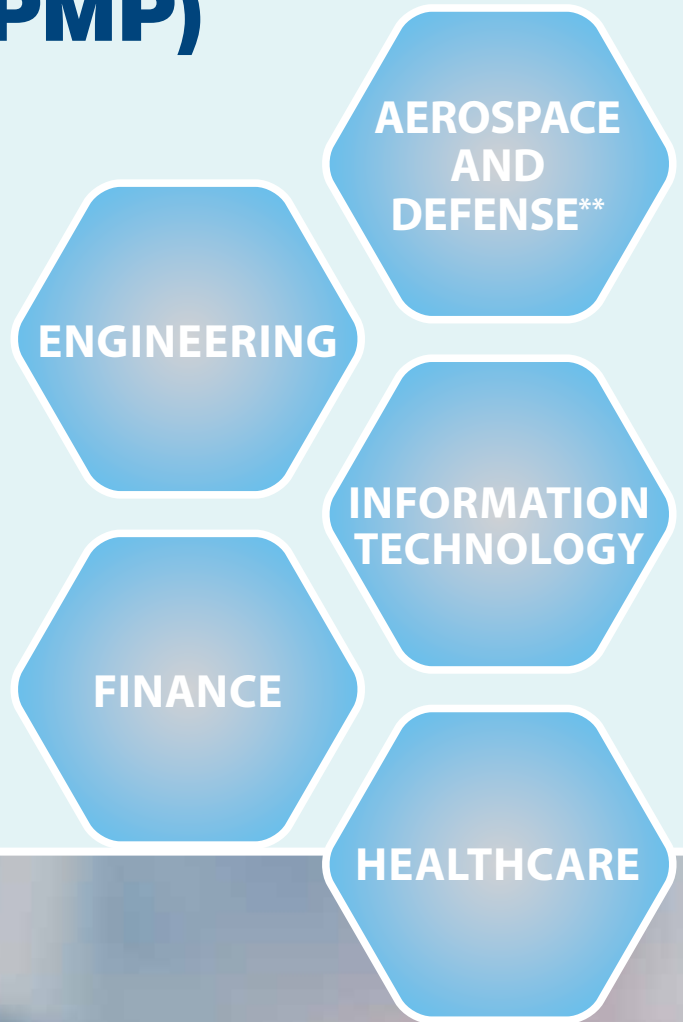 PMP)
AEROSPACE
AND
DEFENSE**
ENGINEERING
INFORMATION
TECHNOLOGY
FINANCE
HEALTHCARE